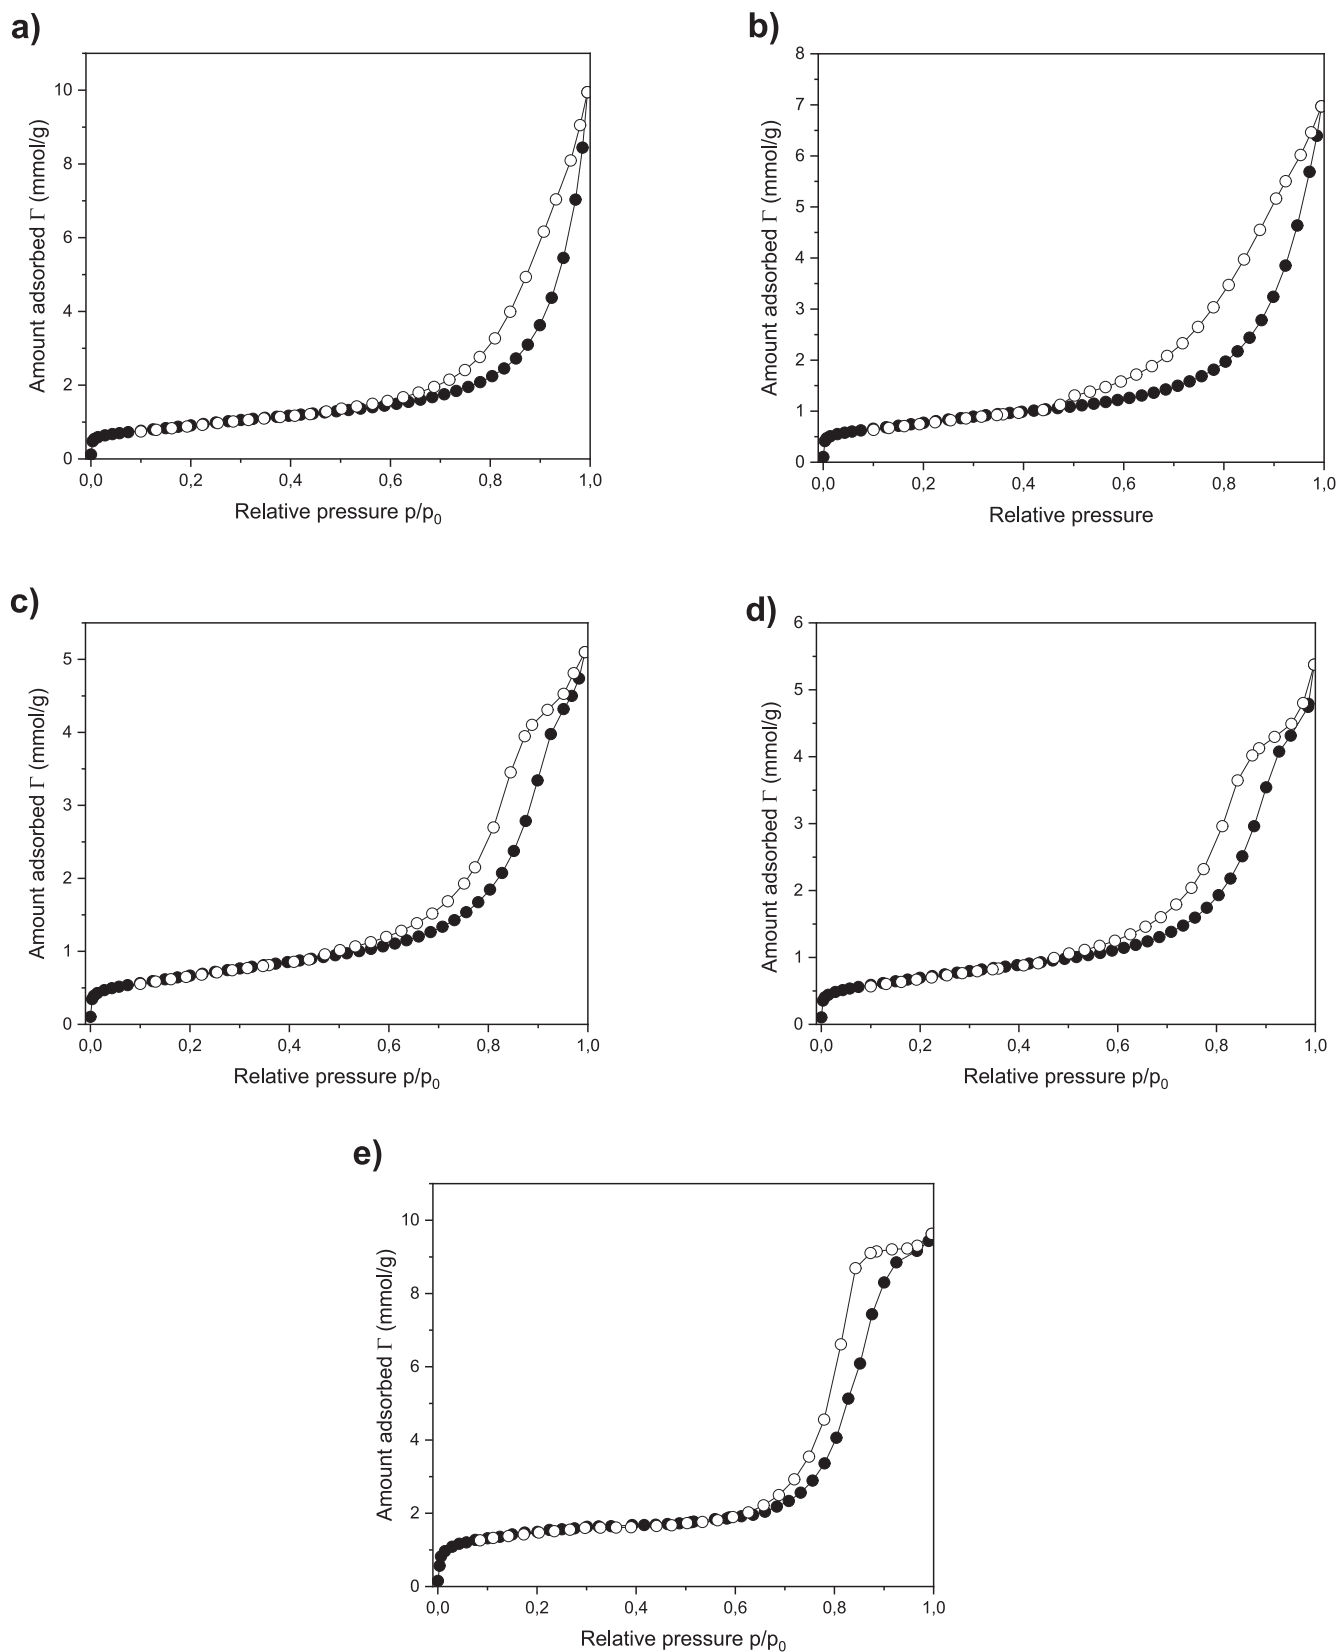 a)
Amount adsorbed Γ (mmol/g)
10
8
6
4
2
0
0,0 0,2 0,4 0,6 0,8 1,0
Relative pressure p/p₀
b)
Amount adsorbed Γ (mmol/g)
8
7
6
5
4
3
2
1
0
0,0 0,2 0,4 0,6 0,8 1,0
Relative pressure
c)
Amount adsorbed Γ (mmol/g)
5
4
3
2
1
0
0,0 0,2 0,4 0,6 0,8 1,0
Relative pressure p/p₀
d)
Amount adsorbed Γ (mmol/g)
6
5
4
3
2
1
0
0,0 0,2 0,4 0,6 0,8 1,0
Relative pressure p/p₀
e)
Amount adsorbed Γ (mmol/g)
10
8
6
4
2
0
0,0 0,2 0,4 0,6 0,8 1,0
Relative pressure p/p₀